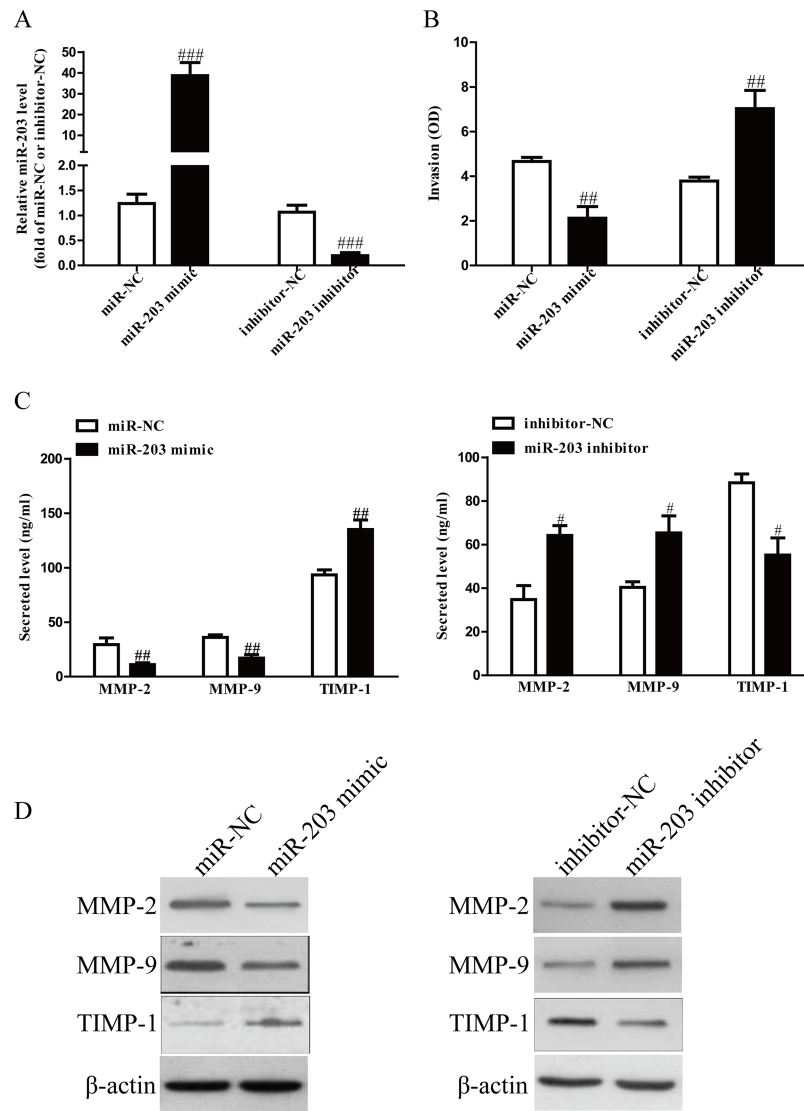 A
Relative miR-203 level
(fold of miR-NC or inhibitor-NC)
50
40
30
20
10
2.0
1.5
1.0
0.5
0.0
###
###
miR-NC
miR-203 mimic
inhibitor-NC
miR-203 inhibitor
B
Invasion (OD)
10
8
6
4
2
0
##
##
miR-NC
miR-203 mimic
inhibitor-NC
miR-203 inhibitor
C
miR-NC
miR-203 mimic
Secreted level (ng/ml)
200
150
100
50
0
##
##
##
MMP-2 MMP-9 TIMP-1
inhibitor-NC
miR-203 inhibitor
Secreted level (ng/ml)
100
80
60
40
20
0
#
#
#
MMP-2 MMP-9 TIMP-1
D
miR-NC
miR-203 mimic
MMP-2
MMP-9
TIMP-1
β-actin
inhibitor-NC
miR-203 inhibitor
MMP-2
MMP-9
TIMP-1
β-actin